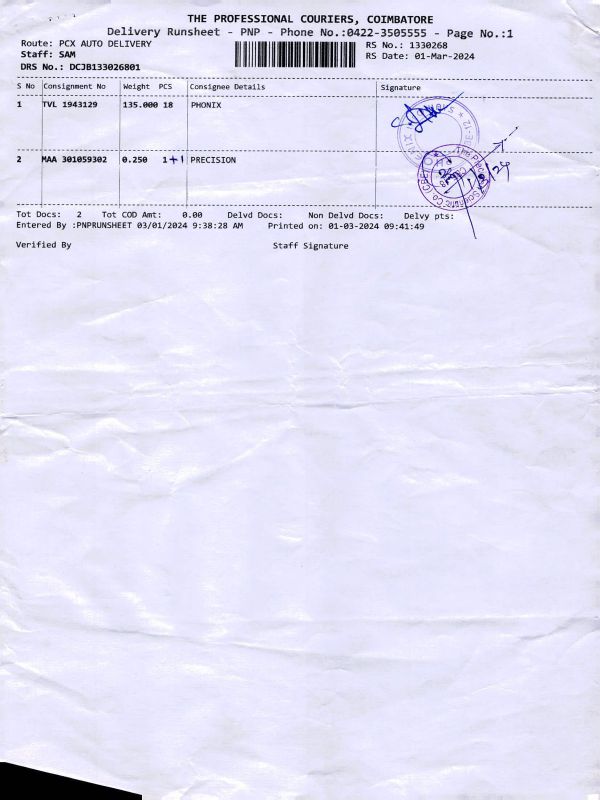 THE PROFESSIONAL COURIERS, COIMBATORE
Delivery Runsheet - PNP - Phone No.:0422-3505555 - Page No.:1
Route: PCX AUTO DELIVERY
RS No.: 1330268
Staff: SAM
RS Date: 01-Mar-2024
DRS No.: DCJB133026801
S No Consignment No Weight PCS Consignee Details Signature
1 TVL 1943129 135.000 18 PHONIX
2 MAA 301059302 0.250 1+1 PRECISION
Tot Docs: 2 Tot COD Amt: 0.00 Delvd Docs: Non Delvd Docs: Delvy pts:
Entered By :PNPRUNSHEET 03/01/2024 9:38:28 AM Printed on: 01-03-2024 09:41:49
Verified By Staff Signature